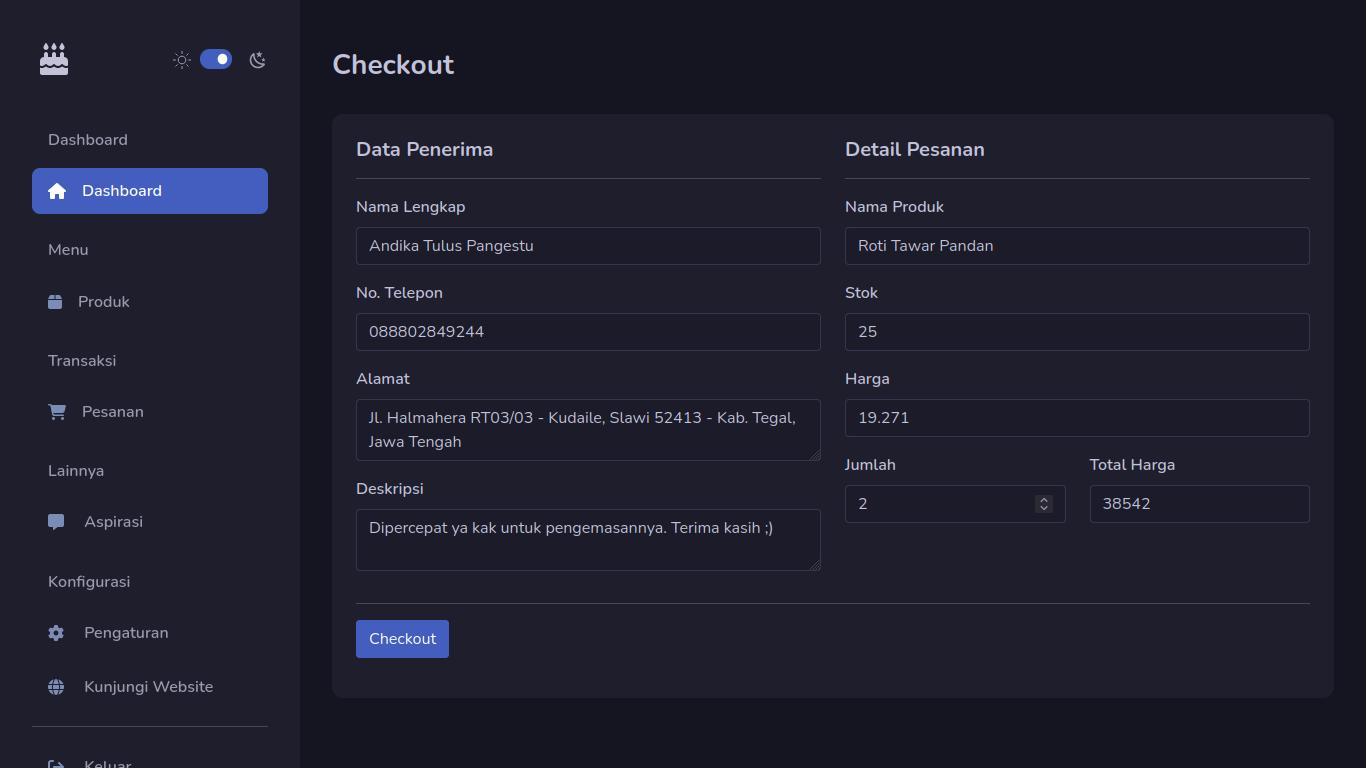 Dashboard
Dashboard
Menu
Produk
Transaksi
Pesanan
Lainnya
Aspirasi
Konfigurasi
Pengaturan
Kunjungi Website
Keluar
Checkout
Data Penerima
Nama Lengkap
Andika Tulus Pangestu
No. Telepon
088802849244
Alamat
Jl. Halmahera RT03/03 - Kudaile, Slawi 52413 - Kab. Tegal,
Jawa Tengah
Deskripsi
Dipercepat ya kak untuk pengemasannya. Terima kasih ;)
Detail Pesanan
Nama Produk
Roti Tawar Pandan
Stok
25
Harga
19.271
Jumlah
2
Total Harga
38542
Checkout